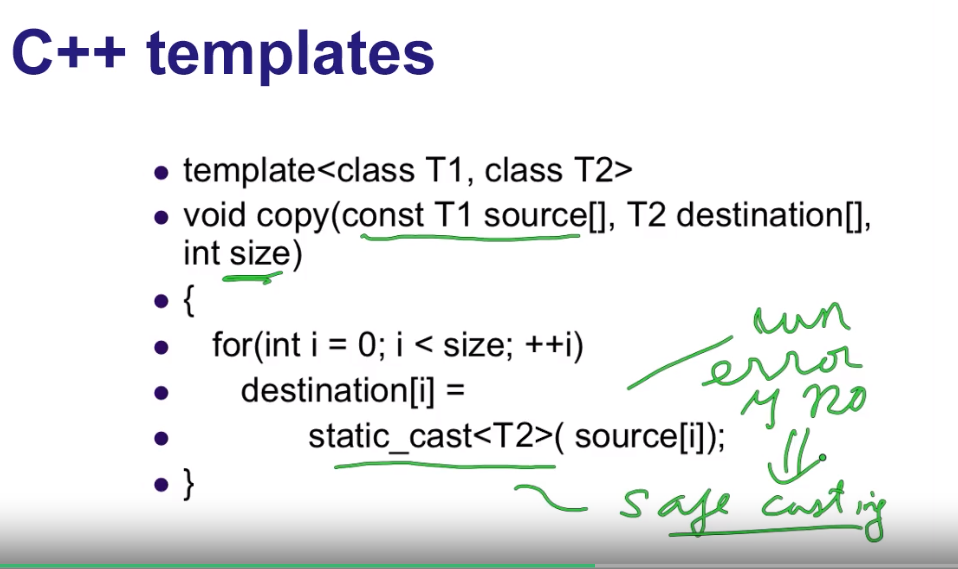 C++ templates
• template<class T1, class T2>
• void copy(const T1 source[], T2 destination[],
int size)
• {
• for(int i = 0; i < size; ++i)
• destination[i] =
• static_cast<T2>( source[i]);
• }
run
error
no
safe casting